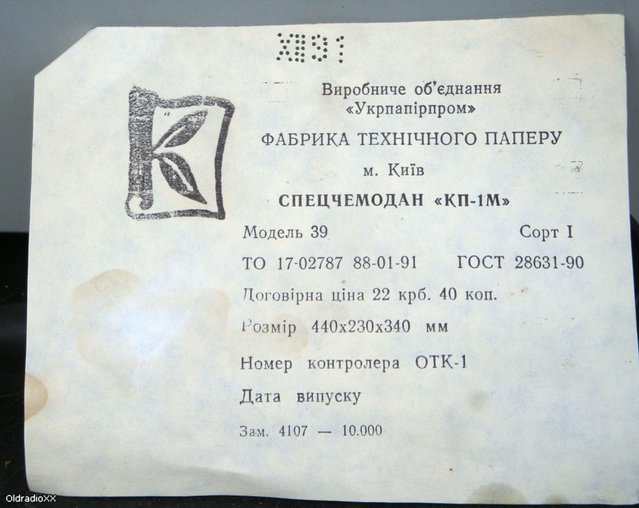 XII 91
Виробниче об'єднання
«Укрпапірпром»
ФАБРИКА ТЕХНІЧНОГО ПАПЕРУ
м. Київ
СПЕЦЧЕМОДАН «КП-1М»
Модель 39 Сорт I
ТО 17-02787 88-01-91 ГОСТ 28631-90
Договірна ціна 22 крб. 40 коп.
Розмір 440х230х340 мм
Номер контролера ОТК-1
Дата випуску
Зам. 4107 — 10.000
OldradioXX